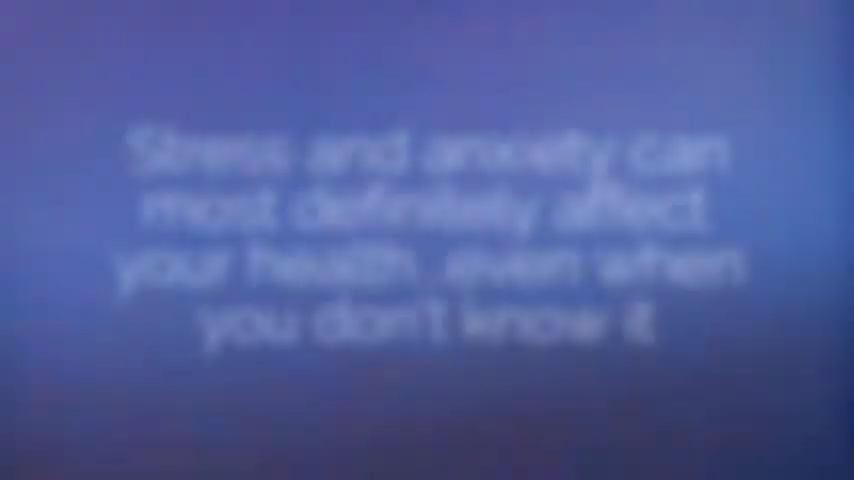 Stress and anxiety can
most definitely affect
your health, even when
you don't know it